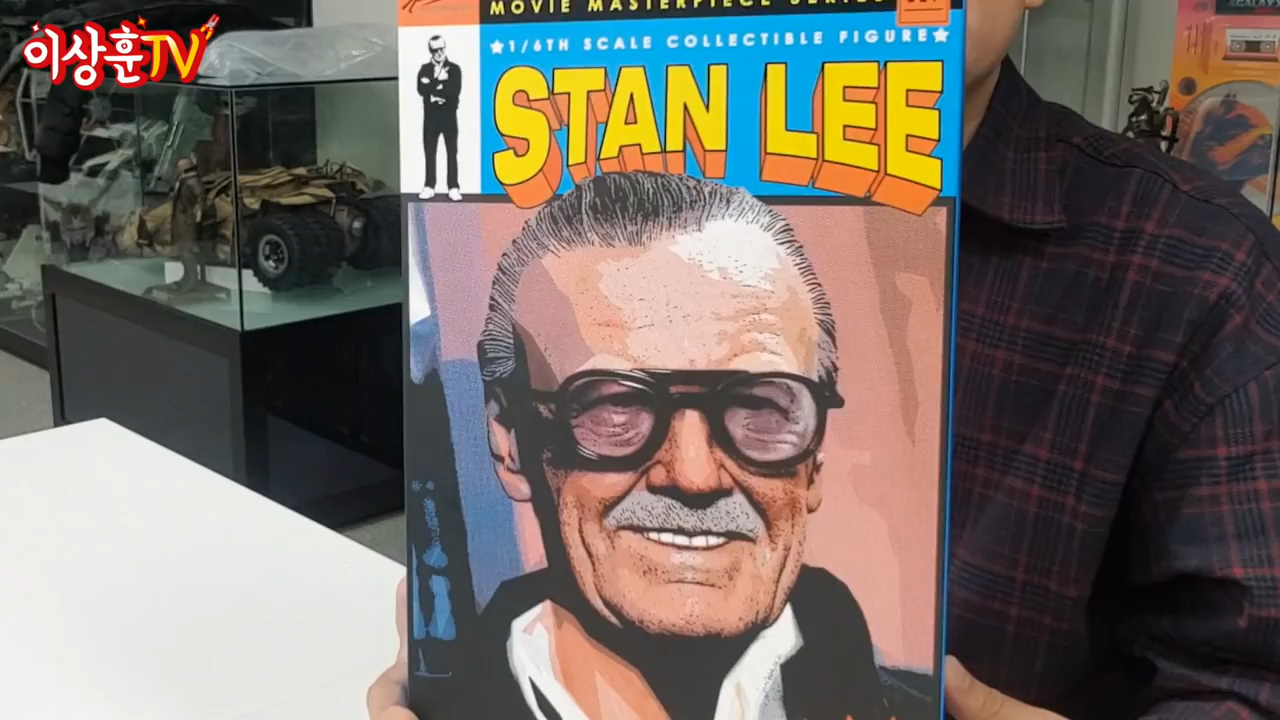 이상훈TV
MOVIE MASTERPIECE SERIES
★1/6TH SCALE COLLECTIBLE FIGURE★
STAN LEE